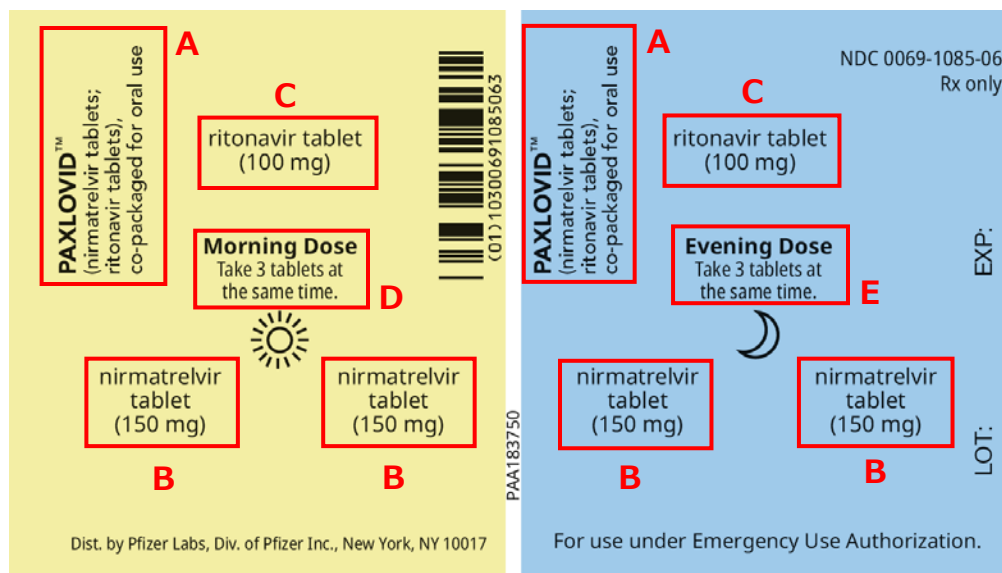 A
PAXLOVID™
(nirmatrelvir tablets;
ritonavir tablets),
co-packaged for oral use
C
ritonavir tablet
(100 mg)
(01)10300691085063
Morning Dose
Take 3 tablets at
the same time.
D
nirmatrelvir
tablet
(150 mg)
B
nirmatrelvir
tablet
(150 mg)
B
Dist. by Pfizer Labs, Div. of Pfizer Inc., New York, NY 10017
PAA183750
A
PAXLOVID™
(nirmatrelvir tablets;
ritonavir tablets),
co-packaged for oral use
NDC 0069-1085-06
Rx only
C
ritonavir tablet
(100 mg)
Evening Dose
Take 3 tablets at
the same time.
E
EXP:
nirmatrelvir
tablet
(150 mg)
B
nirmatrelvir
tablet
(150 mg)
B
LOT:
For use under Emergency Use Authorization.